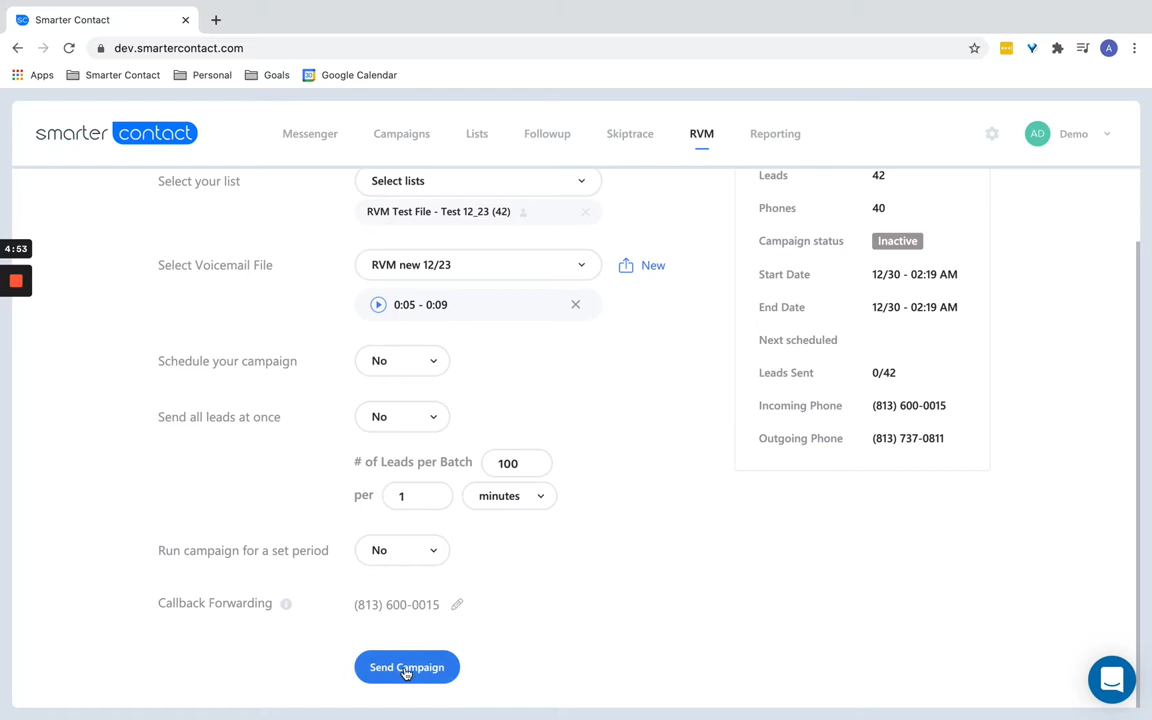 SC Smarter Contact
dev.smartercontact.com
A
Apps Smarter Contact Personal Goals Google Calendar
smarter contact Messenger Campaigns Lists Followup Skiptrace RVM Reporting AD Demo
Select your list Select lists
RVM Test File - Test 12_23 (42)
Select Voicemail File RVM new 12/23 New
0:05 - 0:09
Schedule your campaign No
Send all leads at once No
# of Leads per Batch 100
per 1 minutes
Run campaign for a set period No
Callback Forwarding (813) 600-0015
Send Campaign
Leads 42
Phones 40
Campaign status Inactive
Start Date 12/30 - 02:19 AM
End Date 12/30 - 02:19 AM
Next scheduled
Leads Sent 0/42
Incoming Phone (813) 600-0015
Outgoing Phone (813) 737-0811
4:53